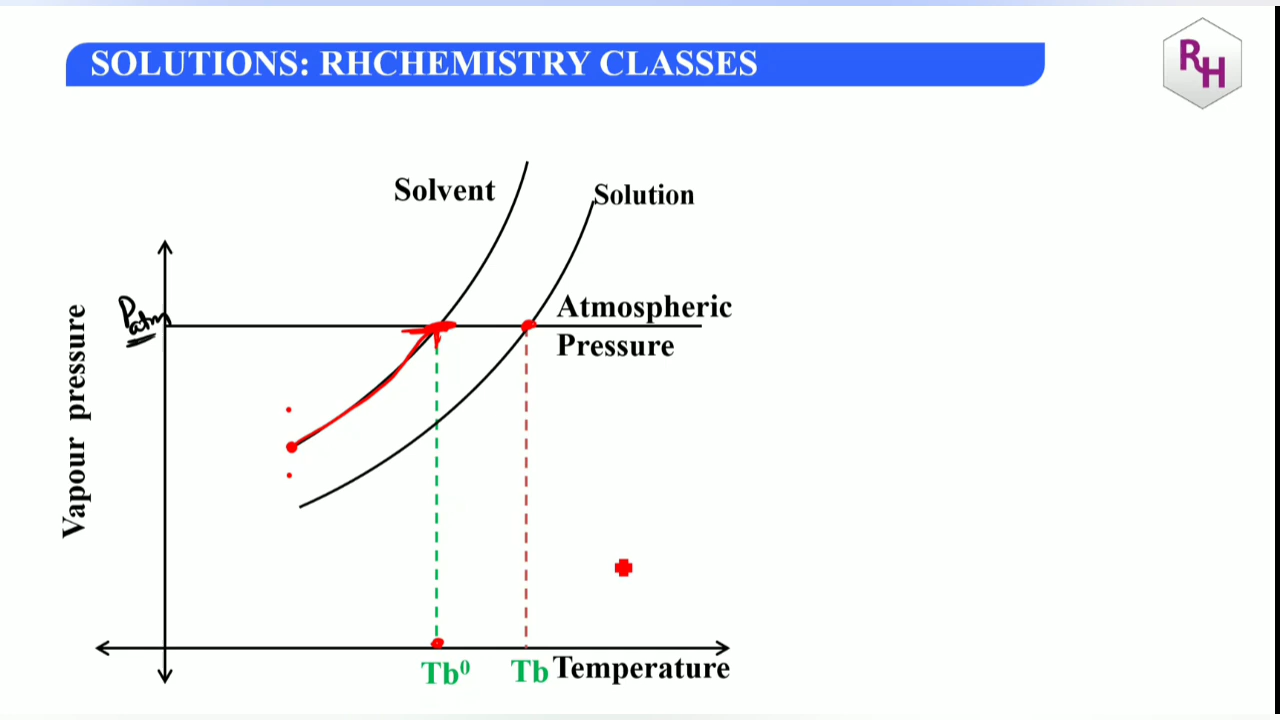 SOLUTIONS: RHCHEMISTRY CLASSES
RH
Solvent
Solution
Patm
Atmospheric
Pressure
Vapour pressure
Tb⁰
Tb
Temperature